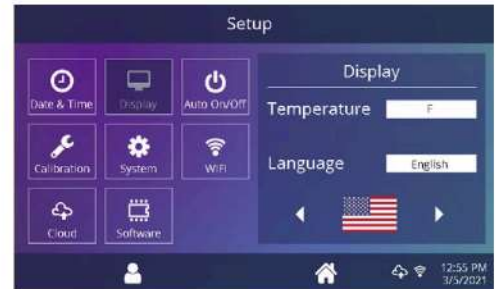 Setup
Date & Time
Display
Auto On/Off
Calibration
System
WiFi
Cloud
Software
Display
Temperature F
Language English
12:55 PM
3/5/2021